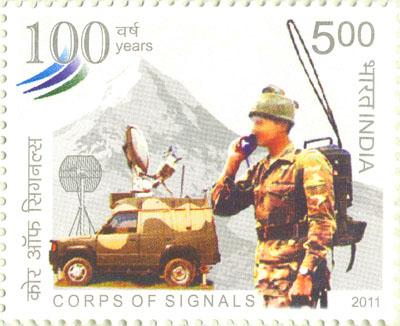 100 वर्ष
years
5.00
भारत INDIA
कोर ऑफ सिगनल्स
CORPS OF SIGNALS
2011